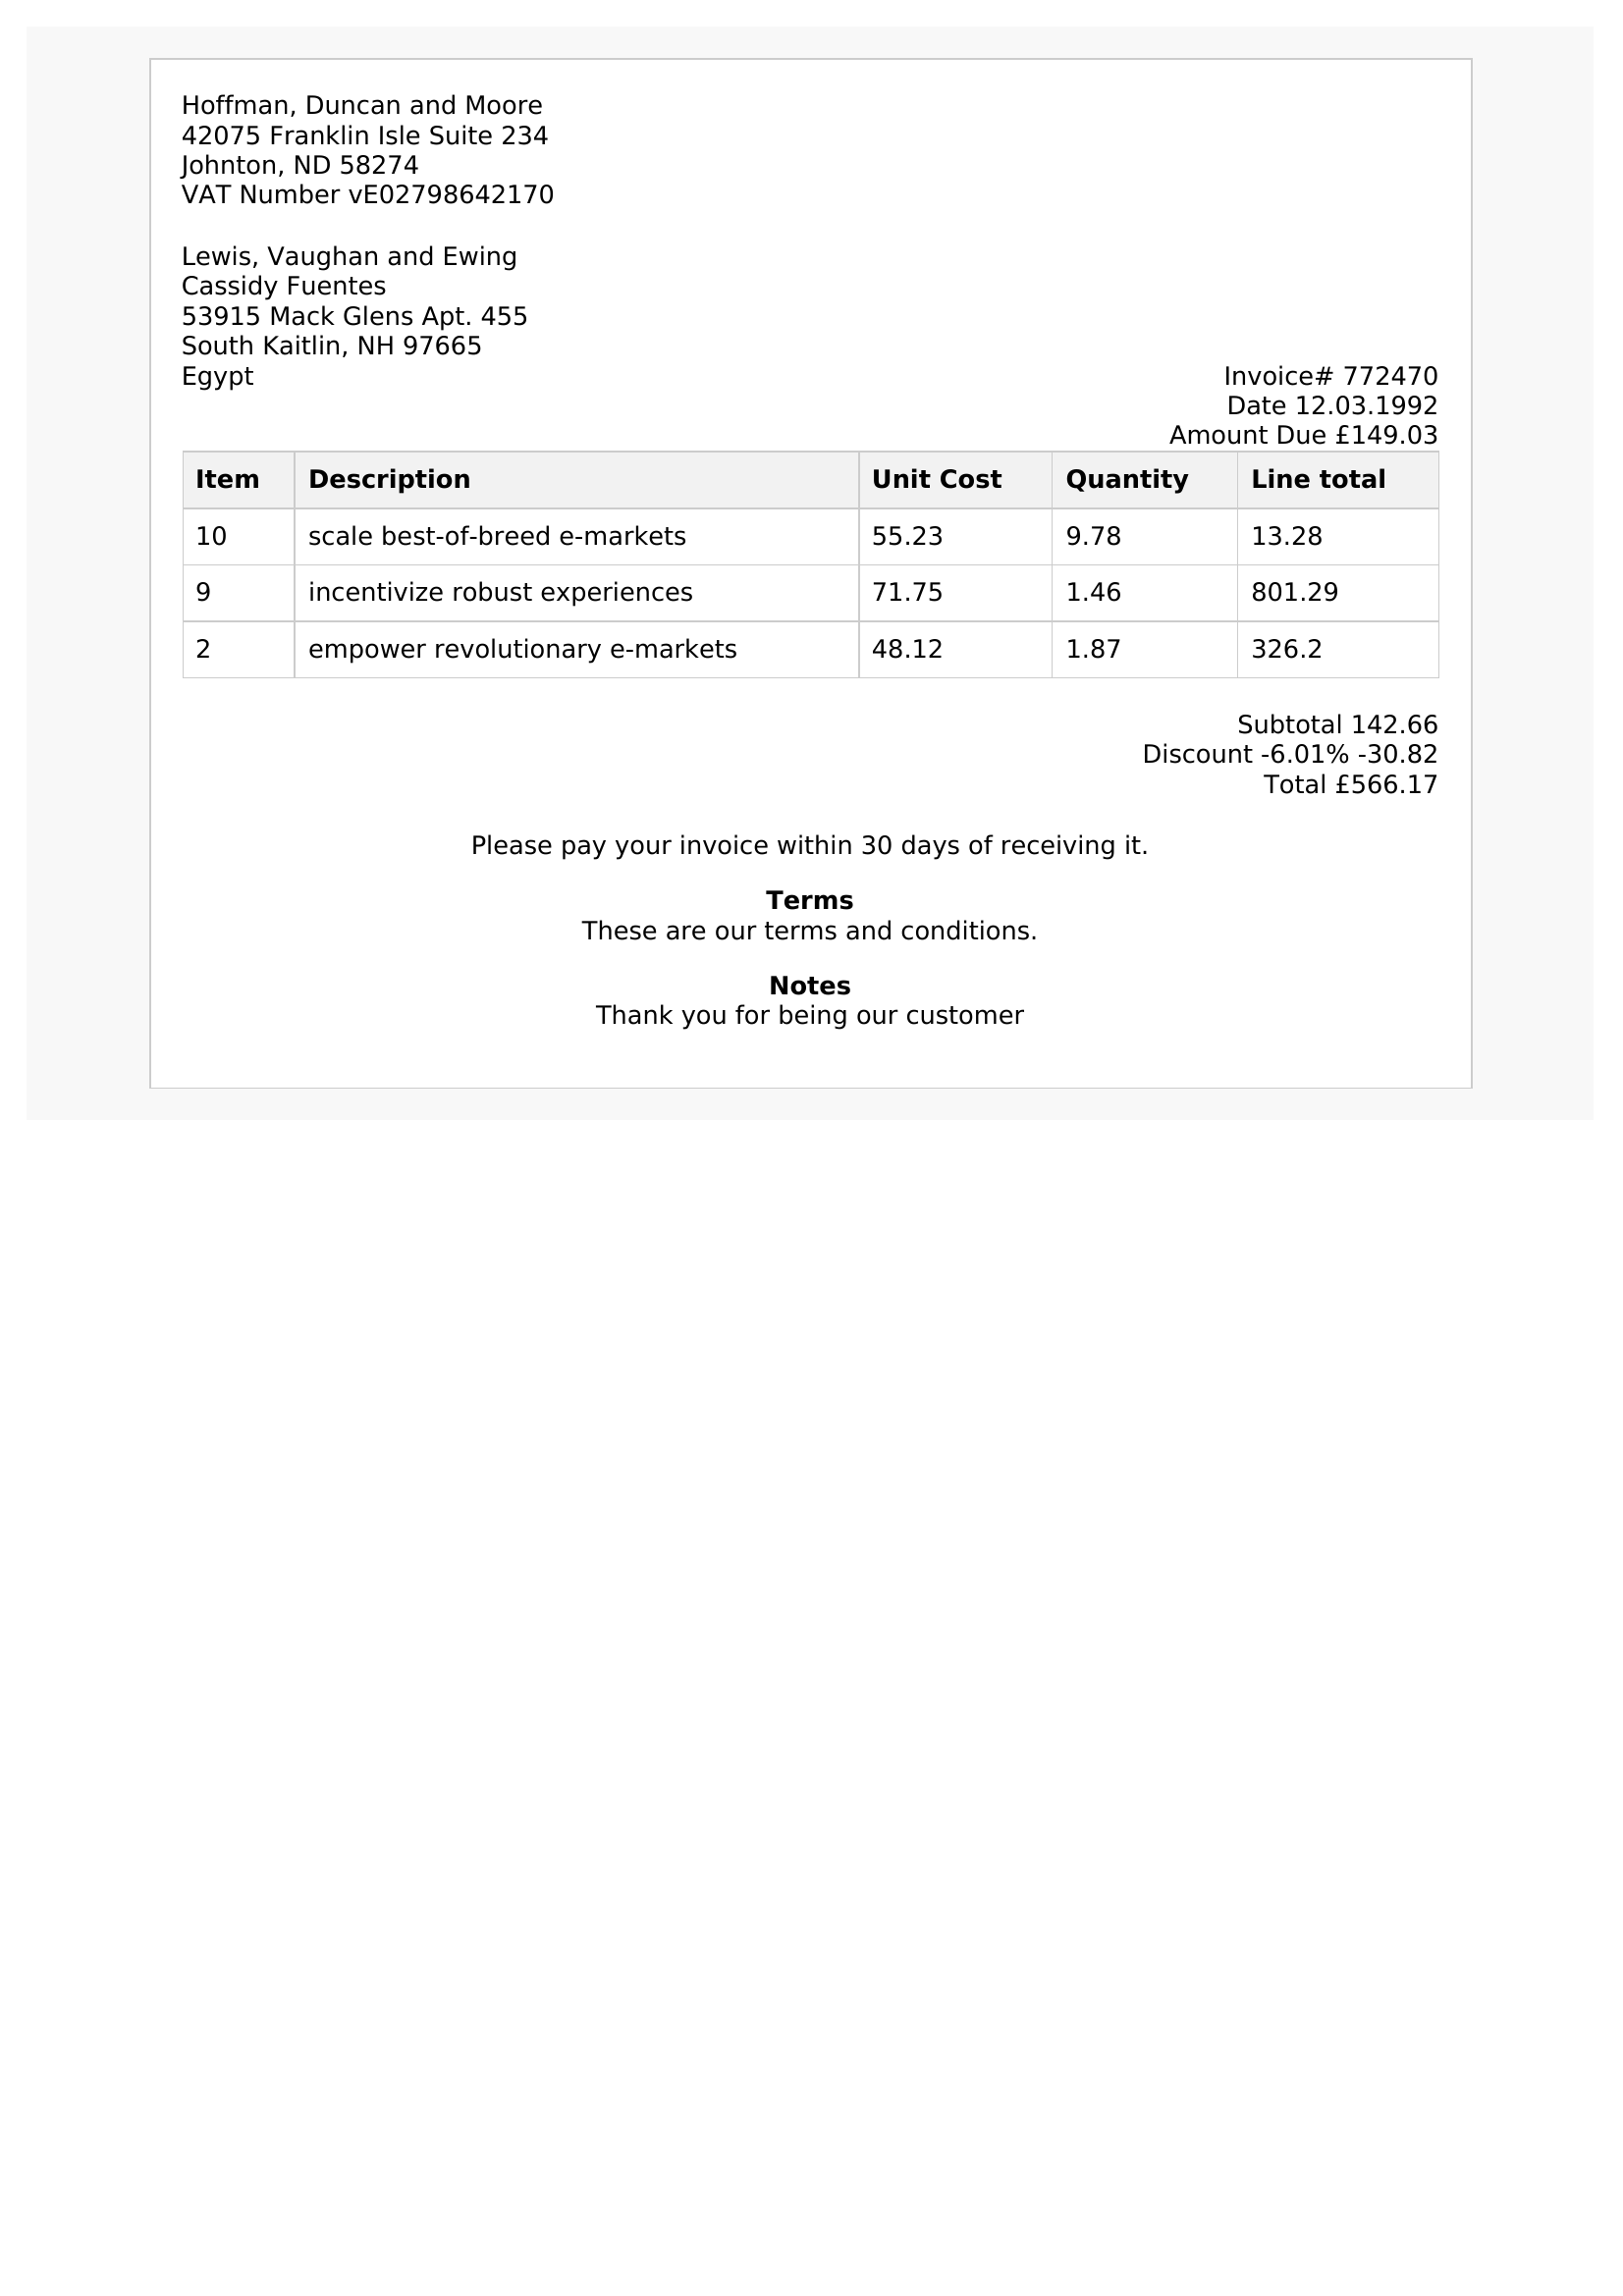 Hoffman, Duncan and Moore
42075 Franklin Isle Suite 234
Johnton, ND 58274
VAT Number vE02798642170
Lewis, Vaughan and Ewing
Cassidy Fuentes
53915 Mack Glens Apt. 455
South Kaitlin, NH 97665
Egypt
Invoice# 772470
Date 12.03.1992
Amount Due £149.03
Item Description Unit Cost Quantity Line total
10 scale best-of-breed e-markets 55.23 9.78 13.28
9 incentivize robust experiences 71.75 1.46 801.29
2 empower revolutionary e-markets 48.12 1.87 326.2
Subtotal 142.66
Discount -6.01% -30.82
Total £566.17
Please pay your invoice within 30 days of receiving it.
Terms
These are our terms and conditions.
Notes
Thank you for being our customer